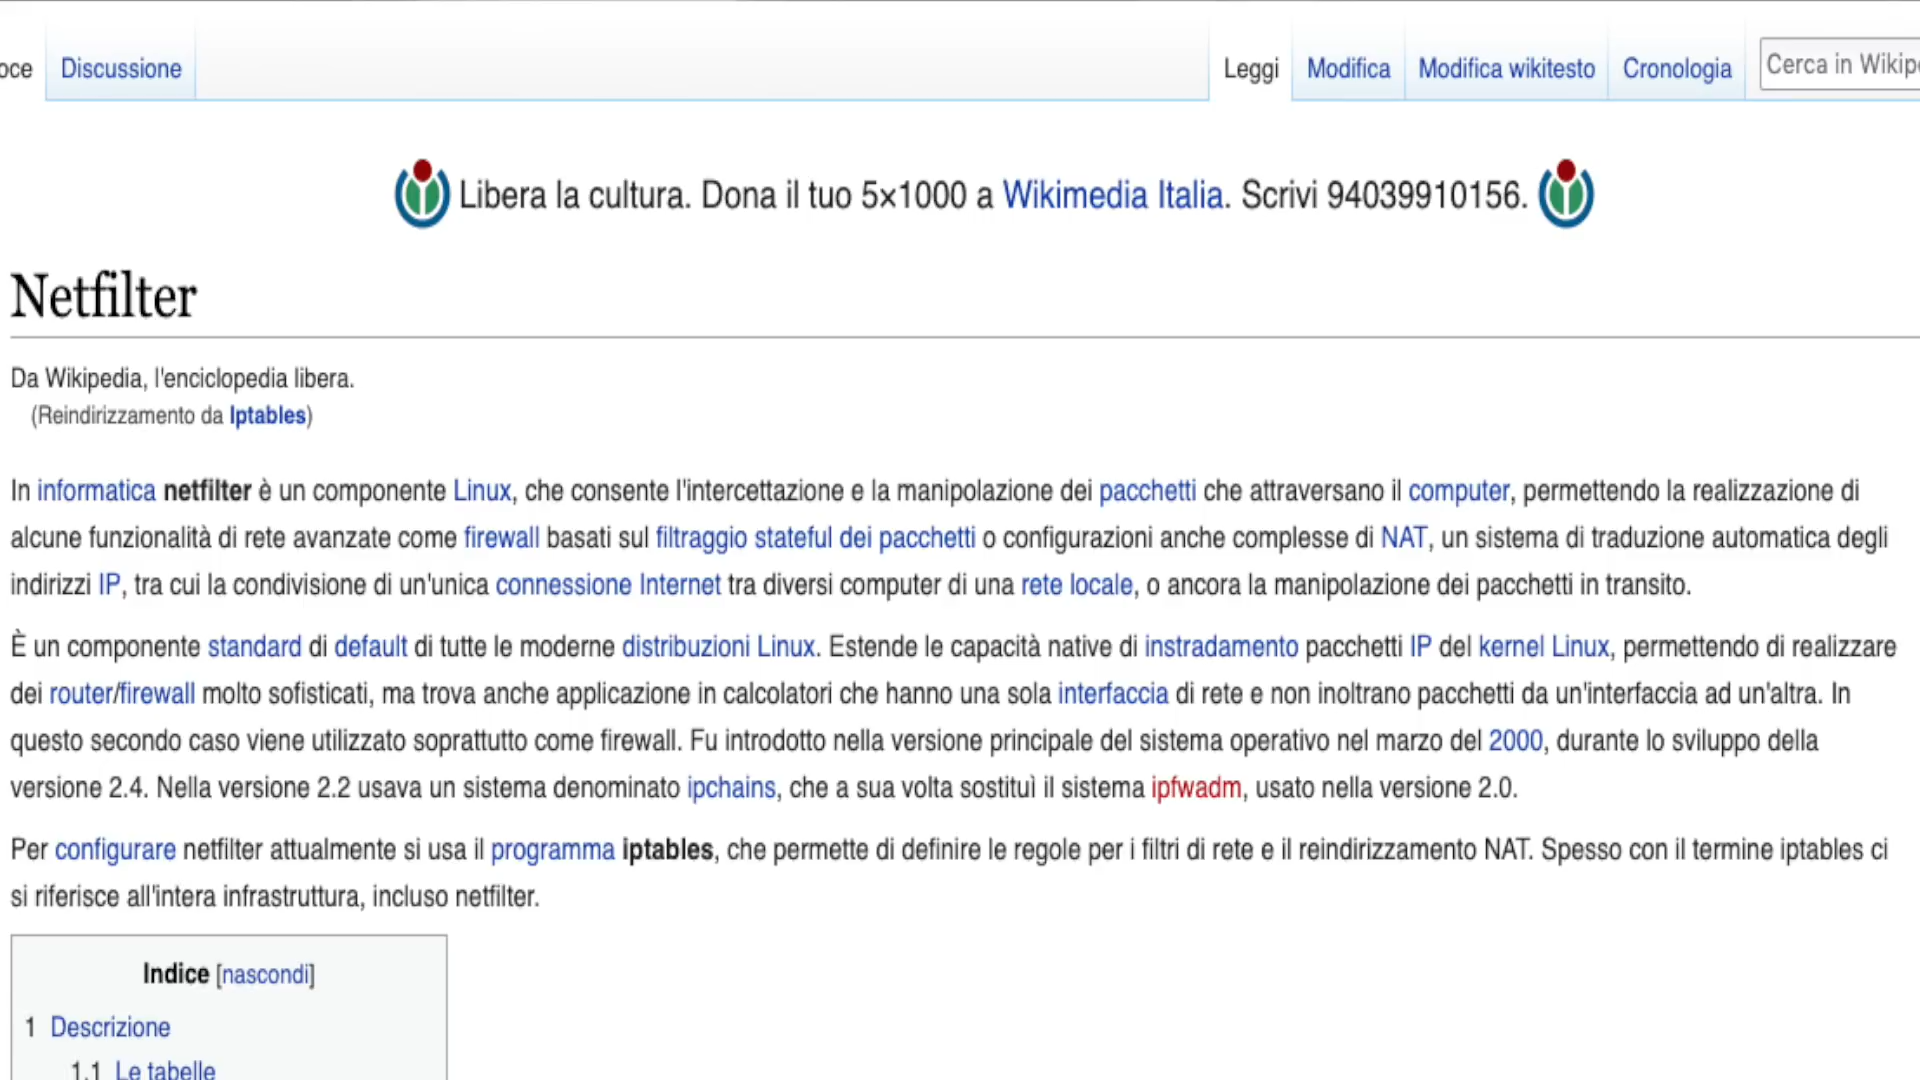 oce Discussione Leggi Modifica Modifica wikitesto Cronologia Cerca in Wikip
Libera la cultura. Dona il tuo 5×1000 a Wikimedia Italia. Scrivi 94039910156.
Netfilter
Da Wikipedia, l'enciclopedia libera.
(Reindirizzamento da Iptables)
In informatica netfilter è un componente Linux, che consente l'intercettazione e la manipolazione dei pacchetti che attraversano il computer, permettendo la realizzazione di
alcune funzionalità di rete avanzate come firewall basati sul filtraggio stateful dei pacchetti o configurazioni anche complesse di NAT, un sistema di traduzione automatica degli
indirizzi IP, tra cui la condivisione di un'unica connessione Internet tra diversi computer di una rete locale, o ancora la manipolazione dei pacchetti in transito.
È un componente standard di default di tutte le moderne distribuzioni Linux. Estende le capacità native di instradamento pacchetti IP del kernel Linux, permettendo di realizzare
dei router/firewall molto sofisticati, ma trova anche applicazione in calcolatori che hanno una sola interfaccia di rete e non inoltrano pacchetti da un'interfaccia ad un'altra. In
questo secondo caso viene utilizzato soprattutto come firewall. Fu introdotto nella versione principale del sistema operativo nel marzo del 2000, durante lo sviluppo della
versione 2.4. Nella versione 2.2 usava un sistema denominato ipchains, che a sua volta sostituì il sistema ipfwadm, usato nella versione 2.0.
Per configurare netfilter attualmente si usa il programma iptables, che permette di definire le regole per i filtri di rete e il reindirizzamento NAT. Spesso con il termine iptables ci
si riferisce all'intera infrastruttura, incluso netfilter.
Indice [nascondi]
1 Descrizione
1.1 Le tabelle